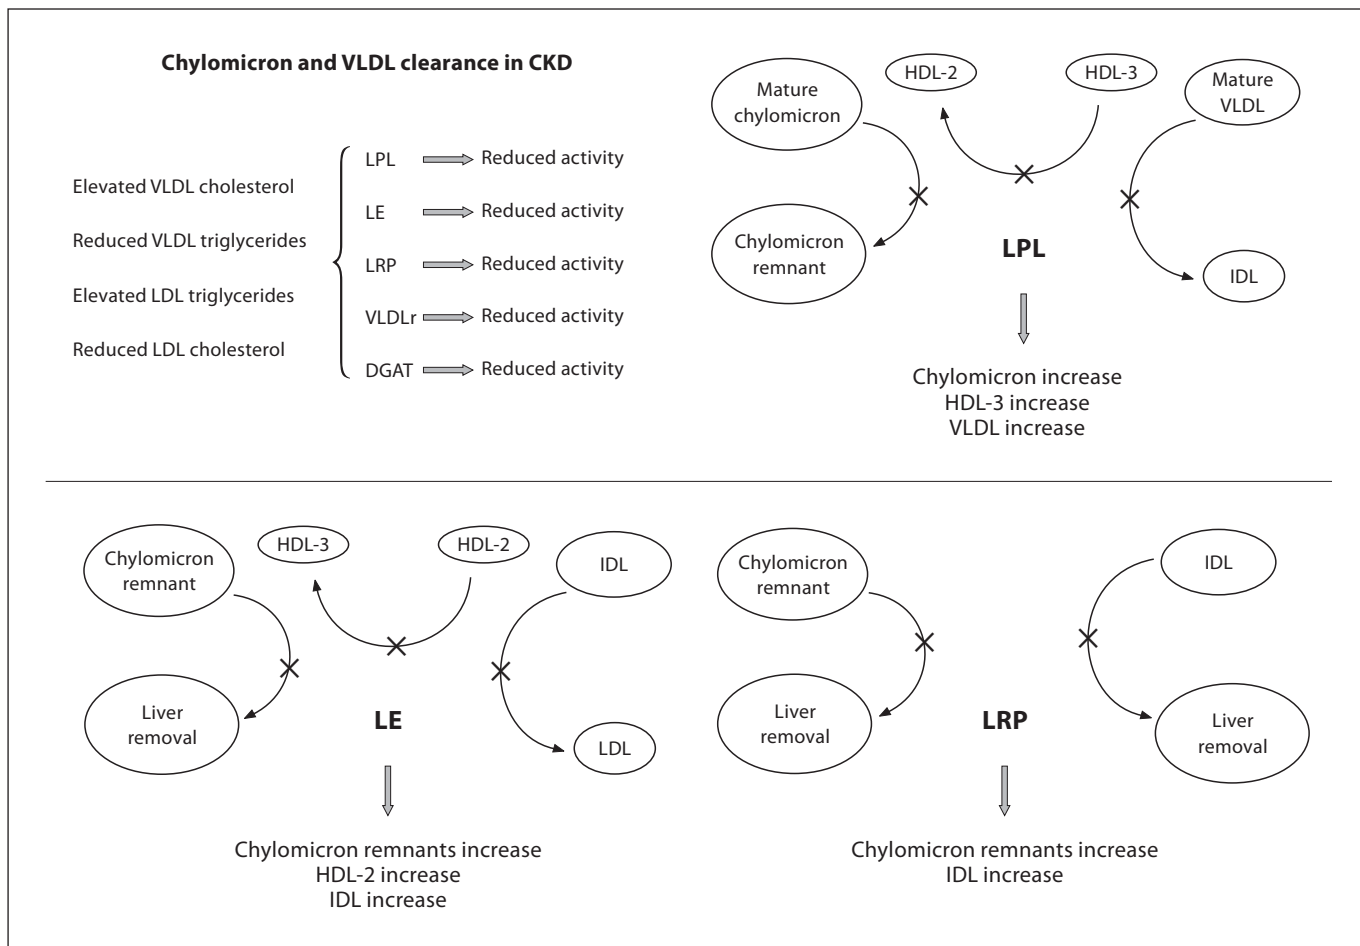 Chylomicron and VLDL clearance in CKD
Elevated VLDL cholesterol
Reduced VLDL triglycerides
Elevated LDL triglycerides
Reduced LDL cholesterol
LPL Reduced activity
LE Reduced activity
LRP Reduced activity
VLDLr Reduced activity
DGAT Reduced activity
Mature
chylomicron
HDL-2
HDL-3
Mature
VLDL
Chylomicron
remnant
LPL
IDL
Chylomicron increase
HDL-3 increase
VLDL increase
Chylomicron
remnant
HDL-3
HDL-2
IDL
Liver
removal
LE
LDL
Chylomicron remnants increase
HDL-2 increase
IDL increase
Chylomicron
remnant
IDL
Liver
removal
LRP
Liver
removal
Chylomicron remnants increase
IDL increase